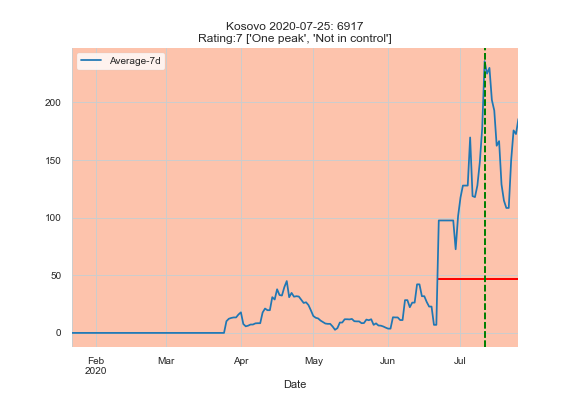 Kosovo 2020-07-25: 6917
Rating:7 ['One peak', 'Not in control']
Average-7d
200
150
100
50
0
Feb
2020
Mar
Apr
May
Jun
Jul
Date